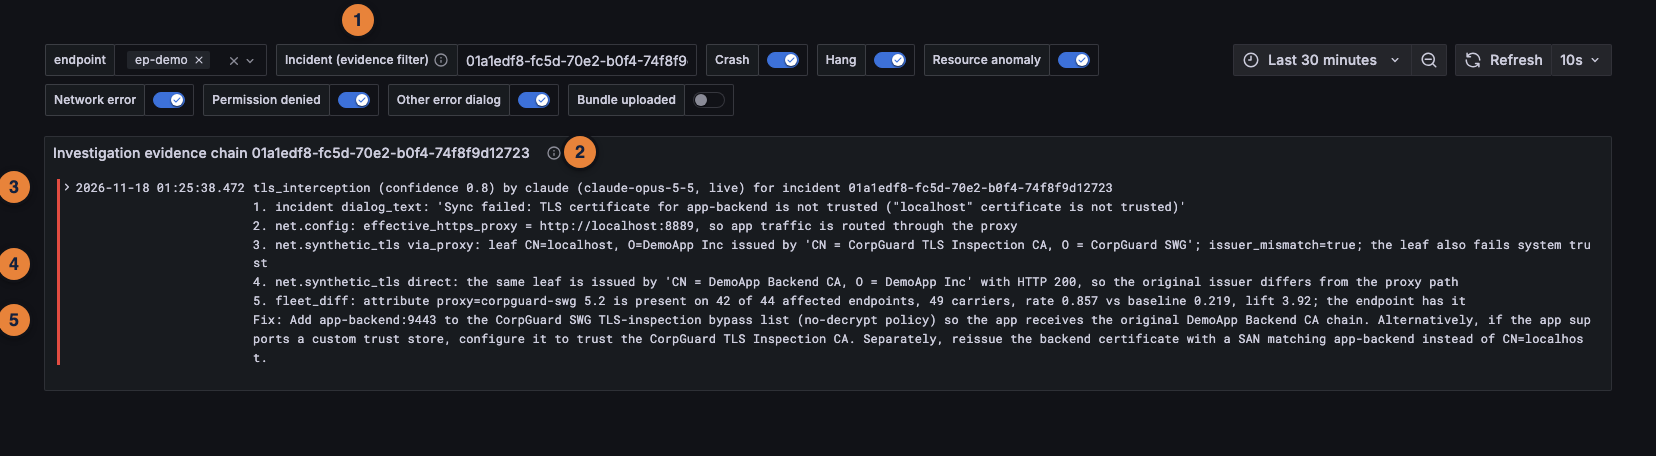 1
endpoint ep-demo Incident (evidence filter) 01a1edf8-fc5d-70e2-b0f4-74f8f9 Crash Hang Resource anomaly Last 30 minutes Refresh 10s
Network error Permission denied Other error dialog Bundle uploaded
Investigation evidence chain 01a1edf8-fc5d-70e2-b0f4-74f8f9d12723 2
3 2026-11-18 01:25:38.472 tls_interception (confidence 0.8) by claude (claude-opus-5-5, live) for incident 01a1edf8-fc5d-70e2-b0f4-74f8f9d12723
1. incident dialog_text: 'Sync failed: TLS certificate for app-backend is not trusted ("localhost" certificate is not trusted)'
2. net.config: effective_https_proxy = http://localhost:8889, so app traffic is routed through the proxy
3. net.synthetic_tls via_proxy: leaf CN=localhost, O=DemoApp Inc issued by 'CN = CorpGuard TLS Inspection CA, O = CorpGuard SWG'; issuer_mismatch=true; the leaf also fails system tru
4 st
4. net.synthetic_tls direct: the same leaf is issued by 'CN = DemoApp Backend CA, O = DemoApp Inc' with HTTP 200, so the original issuer differs from the proxy path
5. fleet_diff: attribute proxy=corpguard-swg 5.2 is present on 42 of 44 affected endpoints, 49 carriers, rate 0.857 vs baseline 0.219, lift 3.92; the endpoint has it
5 Fix: Add app-backend:9443 to the CorpGuard SWG TLS-inspection bypass list (no-decrypt policy) so the app receives the original DemoApp Backend CA chain. Alternatively, if the app sup
ports a custom trust store, configure it to trust the CorpGuard TLS Inspection CA. Separately, reissue the backend certificate with a SAN matching app-backend instead of CN=localhos
t.